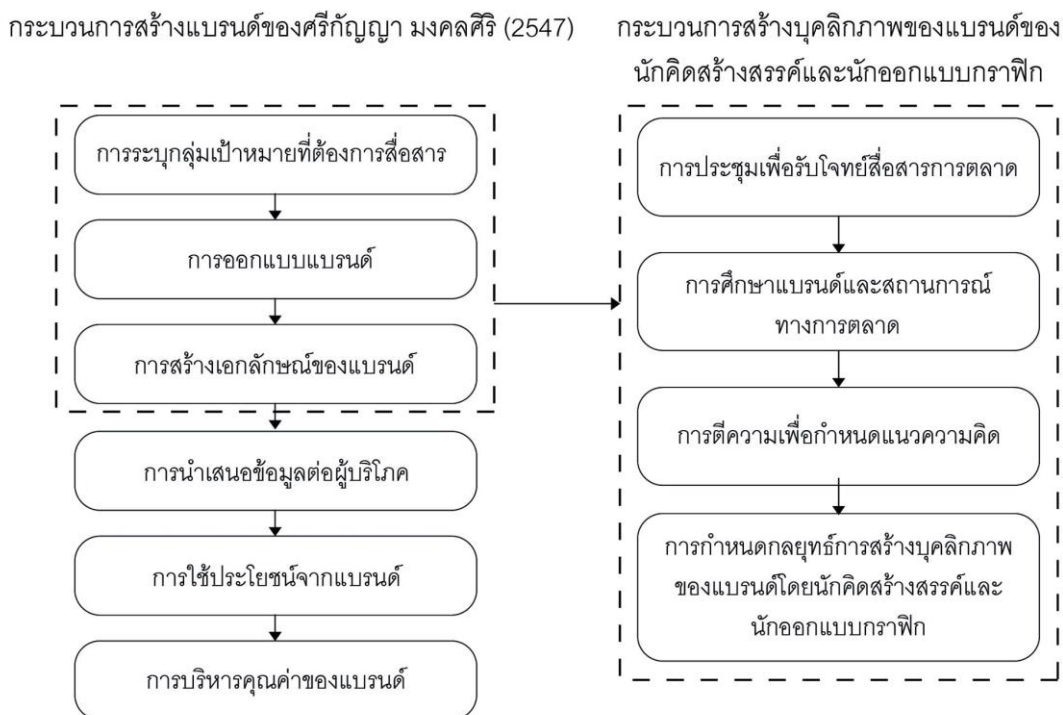 กระบวนการสร้างแบรนด์ของศรีกัญญา มงคลศิริ (2547)
การระบุกลุ่มเป้าหมายที่ต้องการสื่อสาร
การออกแบบแบรนด์
การสร้างเอกลักษณ์ของแบรนด์
การนำเสนอข้อมูลต่อผู้บริโภค
การใช้ประโยชน์จากแบรนด์
การบริหารคุณค่าของแบรนด์
กระบวนการสร้างบุคลิกภาพของแบรนด์ของ
นักคิดสร้างสรรค์และนักออกแบบกราฟิก
การประชุมเพื่อรับโจทย์สื่อสารการตลาด
การศึกษาแบรนด์และสถานการณ์
ทางการตลาด
การตีความเพื่อกำหนดแนวความคิด
การกำหนดกลยุทธ์การสร้างบุคลิกภาพ
ของแบรนด์โดยนักคิดสร้างสรรค์และ
นักออกแบบกราฟิก